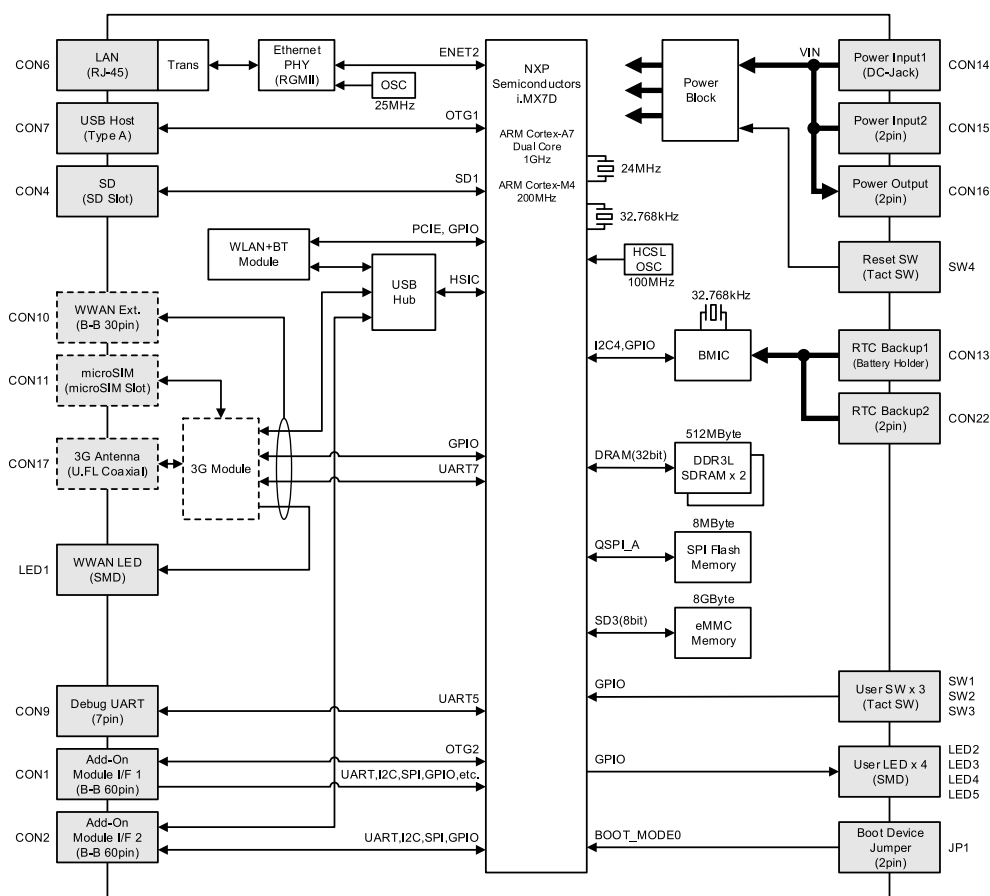 CON6
LAN
(RJ-45)
Trans
Ethernet
PHY
(RGMII)
OSC
25MHz
ENET2
CON7
USB Host
(Type A)
OTG1
CON4
SD
(SD Slot)
SD1
PCIE, GPIO
WLAN+BT
Module
USB
Hub
HSIC
CON10
WWAN Ext.
(B-B 30pin)
CON11
microSIM
(microSIM Slot)
CON17
3G Antenna
(U.FL Coaxial)
3G Module
GPIO
UART7
LED1
WWAN LED
(SMD)
CON9
Debug UART
(7pin)
UART5
CON1
Add-On
Module I/F 1
(B-B 60pin)
OTG2
UART,I2C,SPI,GPIO,etc.
CON2
Add-On
Module I/F 2
(B-B 60pin)
UART,I2C,SPI,GPIO
NXP
Semiconductors
i.MX7D
ARM Cortex-A7
Dual Core
1GHz
ARM Cortex-M4
200MHz
24MHz
32.768kHz
HCSL
OSC
100MHz
Power
Block
VIN
Power Input1
(DC-Jack)
CON14
Power Input2
(2pin)
CON15
Power Output
(2pin)
CON16
Reset SW
(Tact SW)
SW4
32.768kHz
I2C4,GPIO
BMIC
RTC Backup1
(Battery Holder)
CON13
RTC Backup2
(2pin)
CON22
512MByte
DRAM(32bit)
DDR3L
SDRAM x 2
8MByte
QSPI_A
SPI Flash
Memory
8GByte
SD3(8bit)
eMMC
Memory
GPIO
User SW x 3
(Tact SW)
SW1
SW2
SW3
GPIO
User LED x 4
(SMD)
LED2
LED3
LED4
LED5
BOOT_MODE0
Boot Device
Jumper
(2pin)
JP1